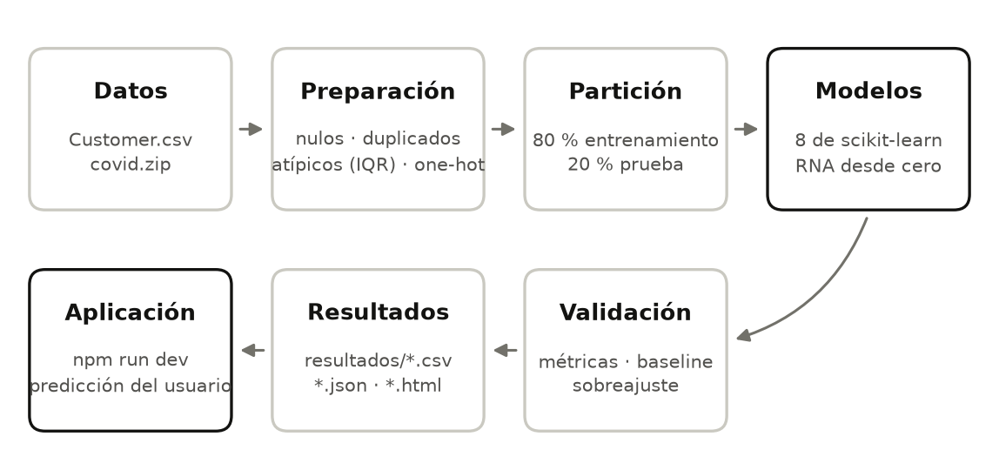 Datos
Customer.csv
covid.zip
Preparación
nulos · duplicados
atípicos (IQR) · one-hot
Partición
80 % entrenamiento
20 % prueba
Modelos
8 de scikit-learn
RNA desde cero
Validación
métricas · baseline
sobreajuste
Resultados
resultados/*.csv
*.json · *.html
Aplicación
npm run dev
predicción del usuario